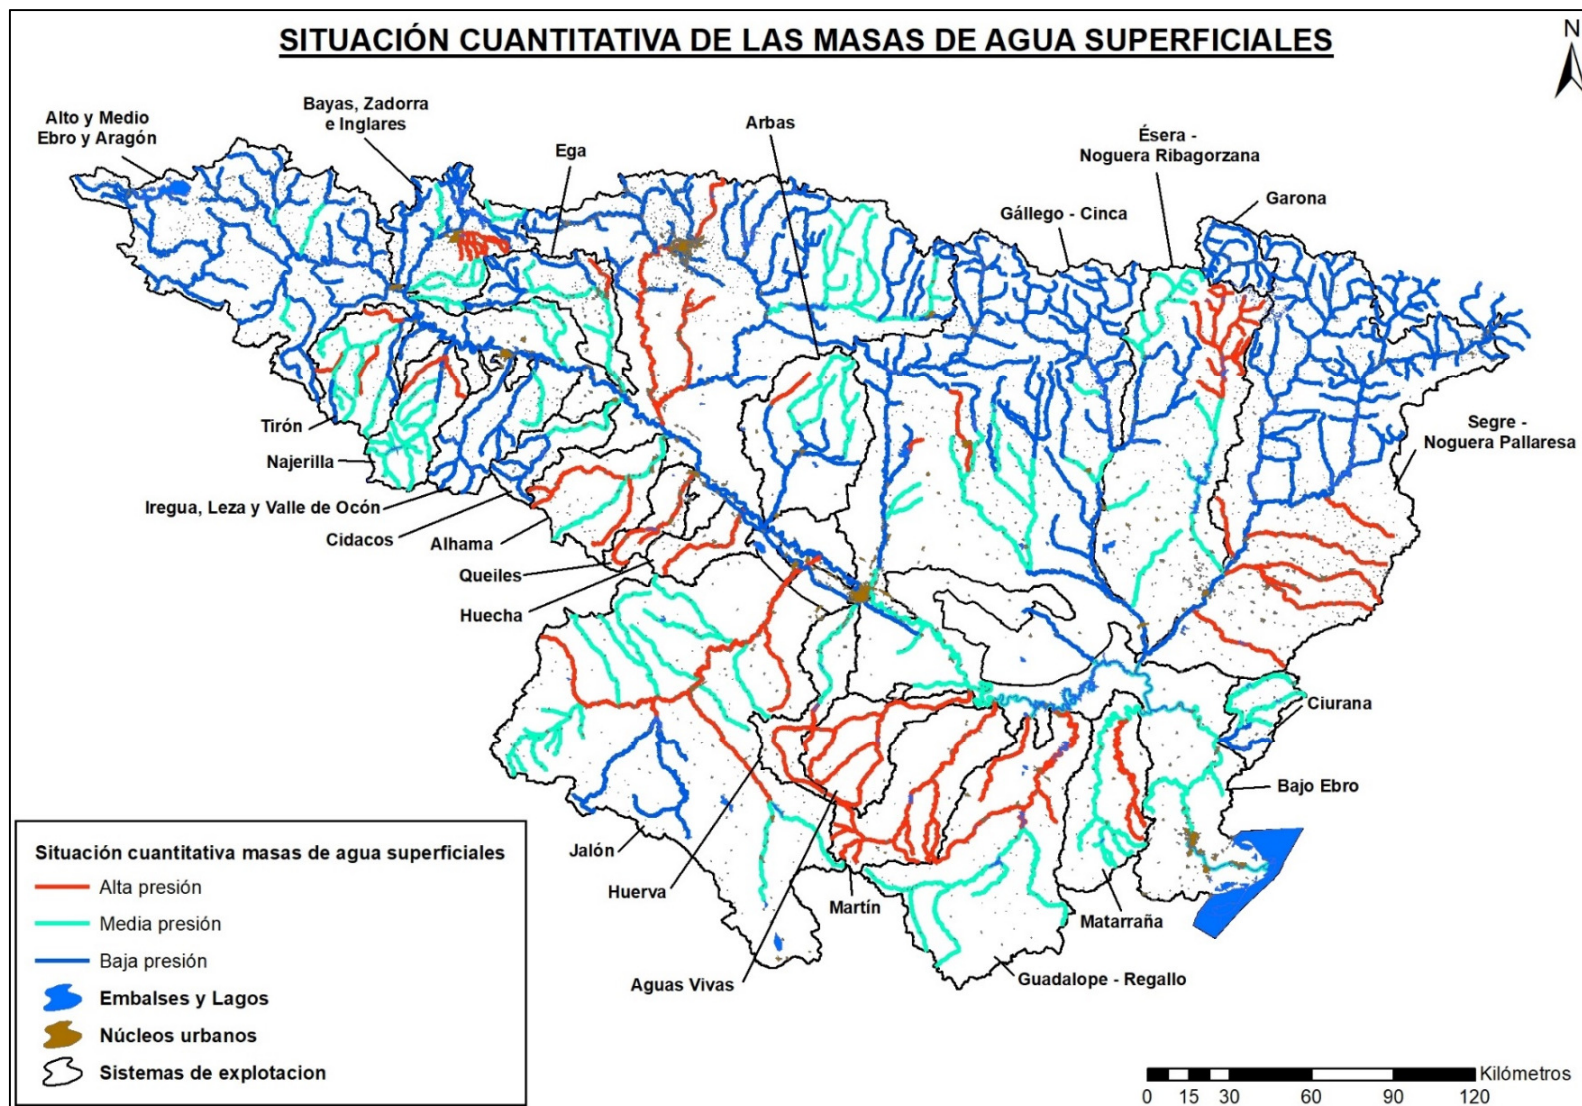 SITUACIÓN CUANTITATIVA DE LAS MASAS DE AGUA SUPERFICIALES
N
Alto y Medio
Ebro y Aragón
Bayas, Zadorra
e Inglares
Ega
Arbas
Ésera -
Noguera Ribagorzana
Gállego - Cinca
Garona
Segre -
Noguera Pallaresa
Tirón
Najerilla
Iregua, Leza y Valle de Ocón
Cidacos
Alhama
Queiles
Huecha
Ciurana
Bajo Ebro
Jalón
Huerva
Martín
Matarraña
Aguas Vivas
Guadalope - Regallo
Situación cuantitativa masas de agua superficiales
Alta presión
Media presión
Baja presión
Embalses y Lagos
Núcleos urbanos
Sistemas de explotacion
Kilómetros
0 15 30 60 90 120